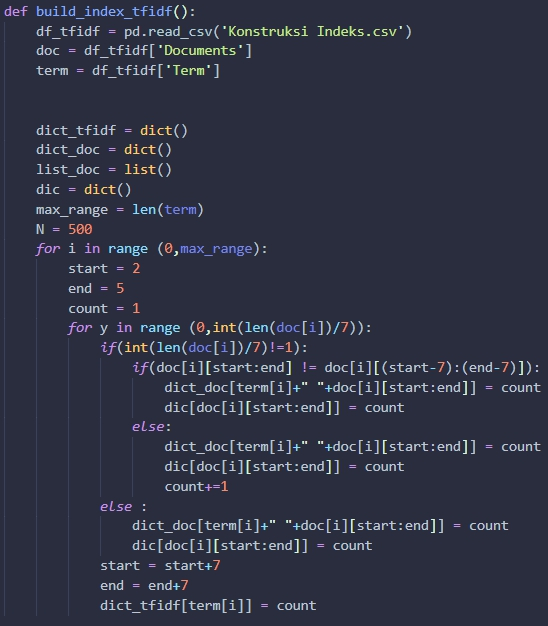 def build_index_tfidf():
    df_tfidf = pd.read_csv('Konstruksi Indeks.csv')
    doc = df_tfidf['Documents']
    term = df_tfidf['Term']
    dict_tfidf = dict()
    dict_doc = dict()
    list_doc = list()
    dic = dict()
    max_range = len(term)
    N = 500
    for i in range (0,max_range):
        start = 2
        end = 5
        count = 1
        for y in range (0,int(len(doc[i])/7)):
            if(int(len(doc[i])/7)!=1):
                if(doc[i][start:end] != doc[i][(start-7):(end-7)]):
                    dict_doc[term[i]+" "+doc[i][start:end]] = count
                    dic[doc[i][start:end]] = count
                else:
                    dict_doc[term[i]+" "+doc[i][start:end]] = count
                    dic[doc[i][start:end]] = count
                    count+=1
            else :
                dict_doc[term[i]+" "+doc[i][start:end]] = count
                dic[doc[i][start:end]] = count
            start = start+7
            end = end+7
            dict_tfidf[term[i]] = count